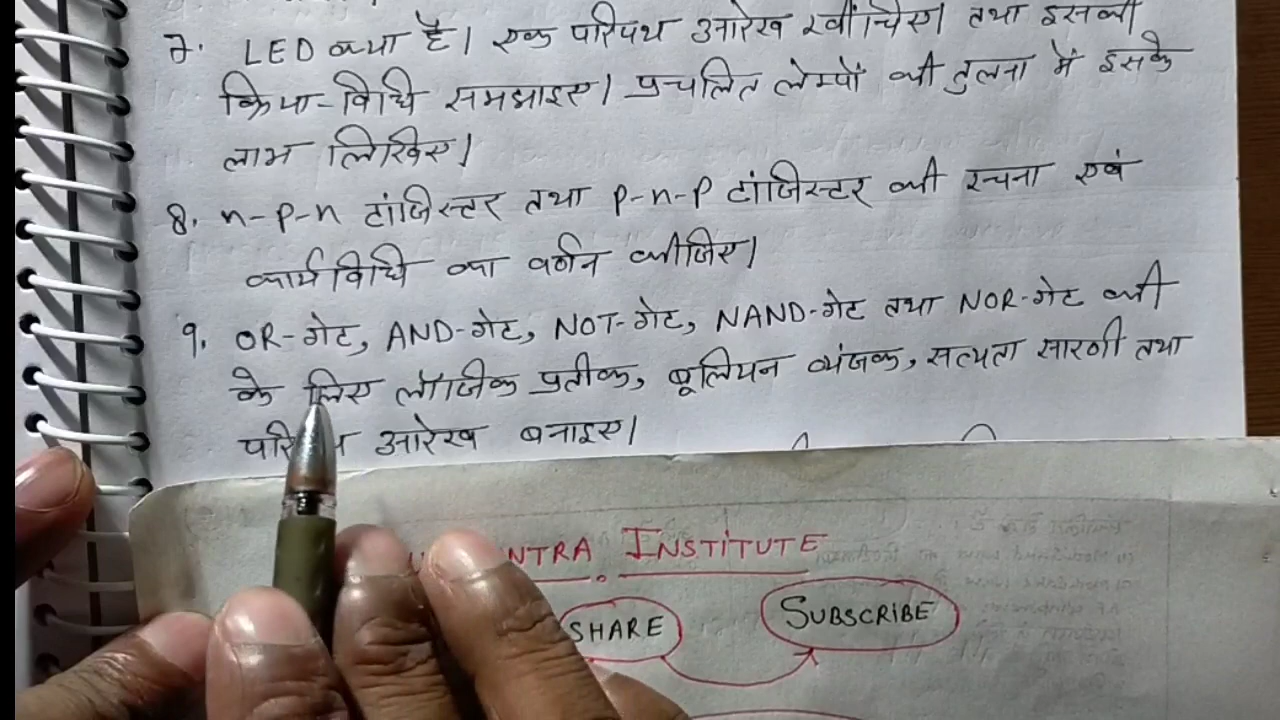 7. LED क्या है। एक परिपथ आरेख खींचिए। तथा इसकी
क्रिया-विधि समझाइए। प्रचलित लेम्पों की तुलना में इसके
लाभ लिखिए।
8. n-p-n टांजिस्टर तथा p-n-p टांजिस्टर की रचना एवं
कार्यविधि का वर्णन कीजिए।
9. OR-गेट, AND-गेट, NOT-गेट, NAND-गेट तथा NOR-गेट की
के लिए लॉजिक प्रतीक, बूलियन व्यंजक, सत्यता सारणी तथा
आरेख बनाइए।
INSTITUTE
SHARE
SUBSCRIBE